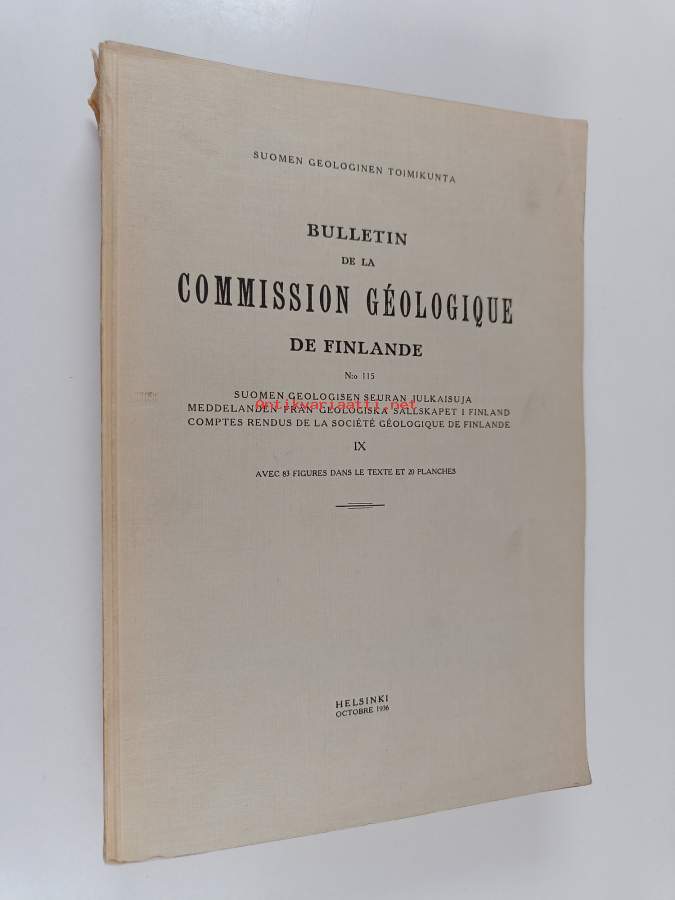 SUOMEN GEOLOGINEN TOIMIKUNTA
BULLETIN
DE LA
COMMISSION GÉOLOGIQUE
DE FINLANDE
N:o 115
SUOMEN GEOLOGISEN SEURAN JULKAISUJA
antikvariaatti.net
MEDDELANDEN FRÅN GEOLOGISKA SÄLLSKAPET I FINLAND
COMPTES RENDUS DE LA SOCIÉTÉ GÉOLOGIQUE DE FINLANDE
IX
AVEC 83 FIGURES DANS LE TEXTE ET 20 PLANCHES
HELSINKI
OCTOBRE 1936